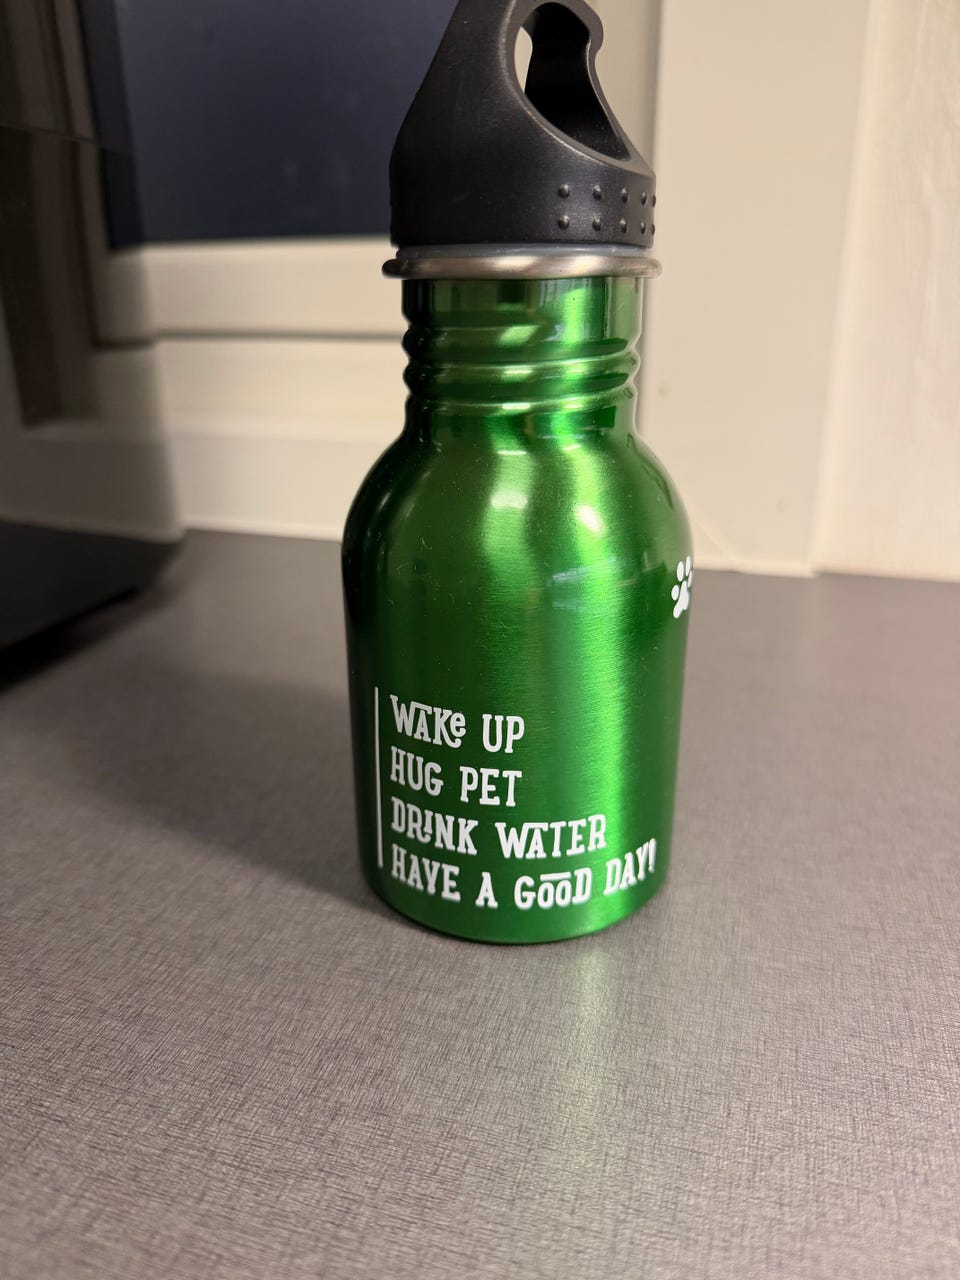 WAKe UP
HUG PET
DRiNK WATER
HAVE A GOOD DAY!